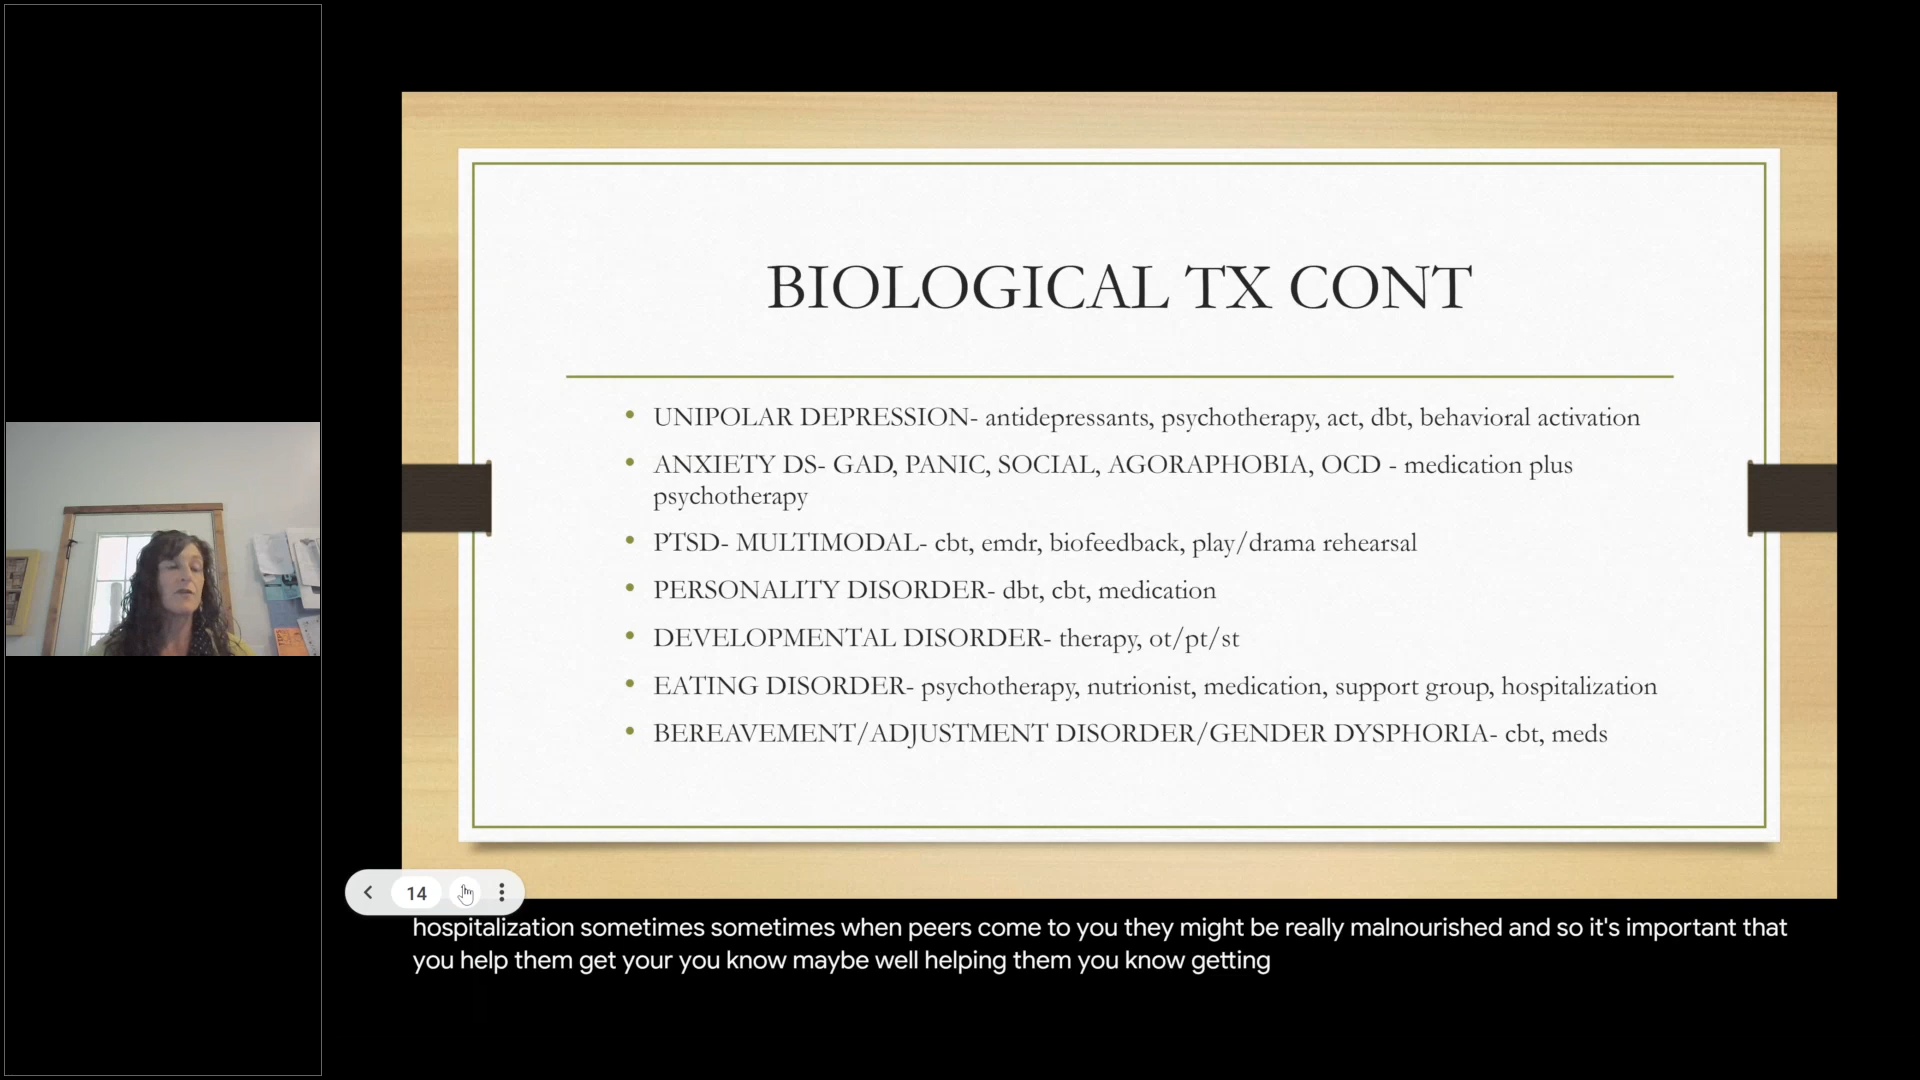 BIOLOGICAL TX CONT
• UNIPOLAR DEPRESSION- antidepressants, psychotherapy, act, dbt, behavioral activation
• ANXIETY DS- GAD, PANIC, SOCIAL, AGORAPHOBIA, OCD - medication plus
psychotherapy
• PTSD- MULTIMODAL- cbt, emdr, biofeedback, play/drama rehearsal
• PERSONALITY DISORDER- dbt, cbt, medication
• DEVELOPMENTAL DISORDER- therapy, ot/pt/st
• EATING DISORDER- psychotherapy, nutrionist, medication, support group, hospitalization
• BEREAVEMENT/ADJUSTMENT DISORDER/GENDER DYSPHORIA- cbt, meds
14
hospitalization sometimes sometimes when peers come to you they might be really malnourished and so it's important that
you help them get your you know maybe well helping them you know getting